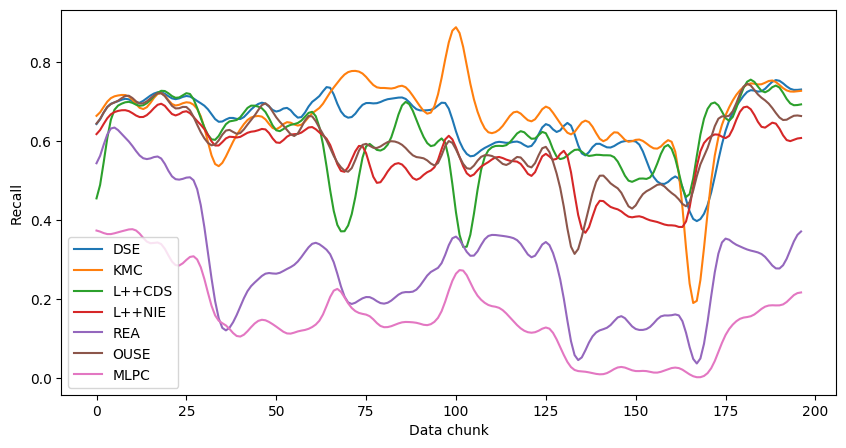 Recall
0.8
0.6
0.4
0.2
0.0
DSE
KMC
L++CDS
L++NIE
REA
OUSE
MLPC
0 25 50 75 100 125 150 175 200
Data chunk